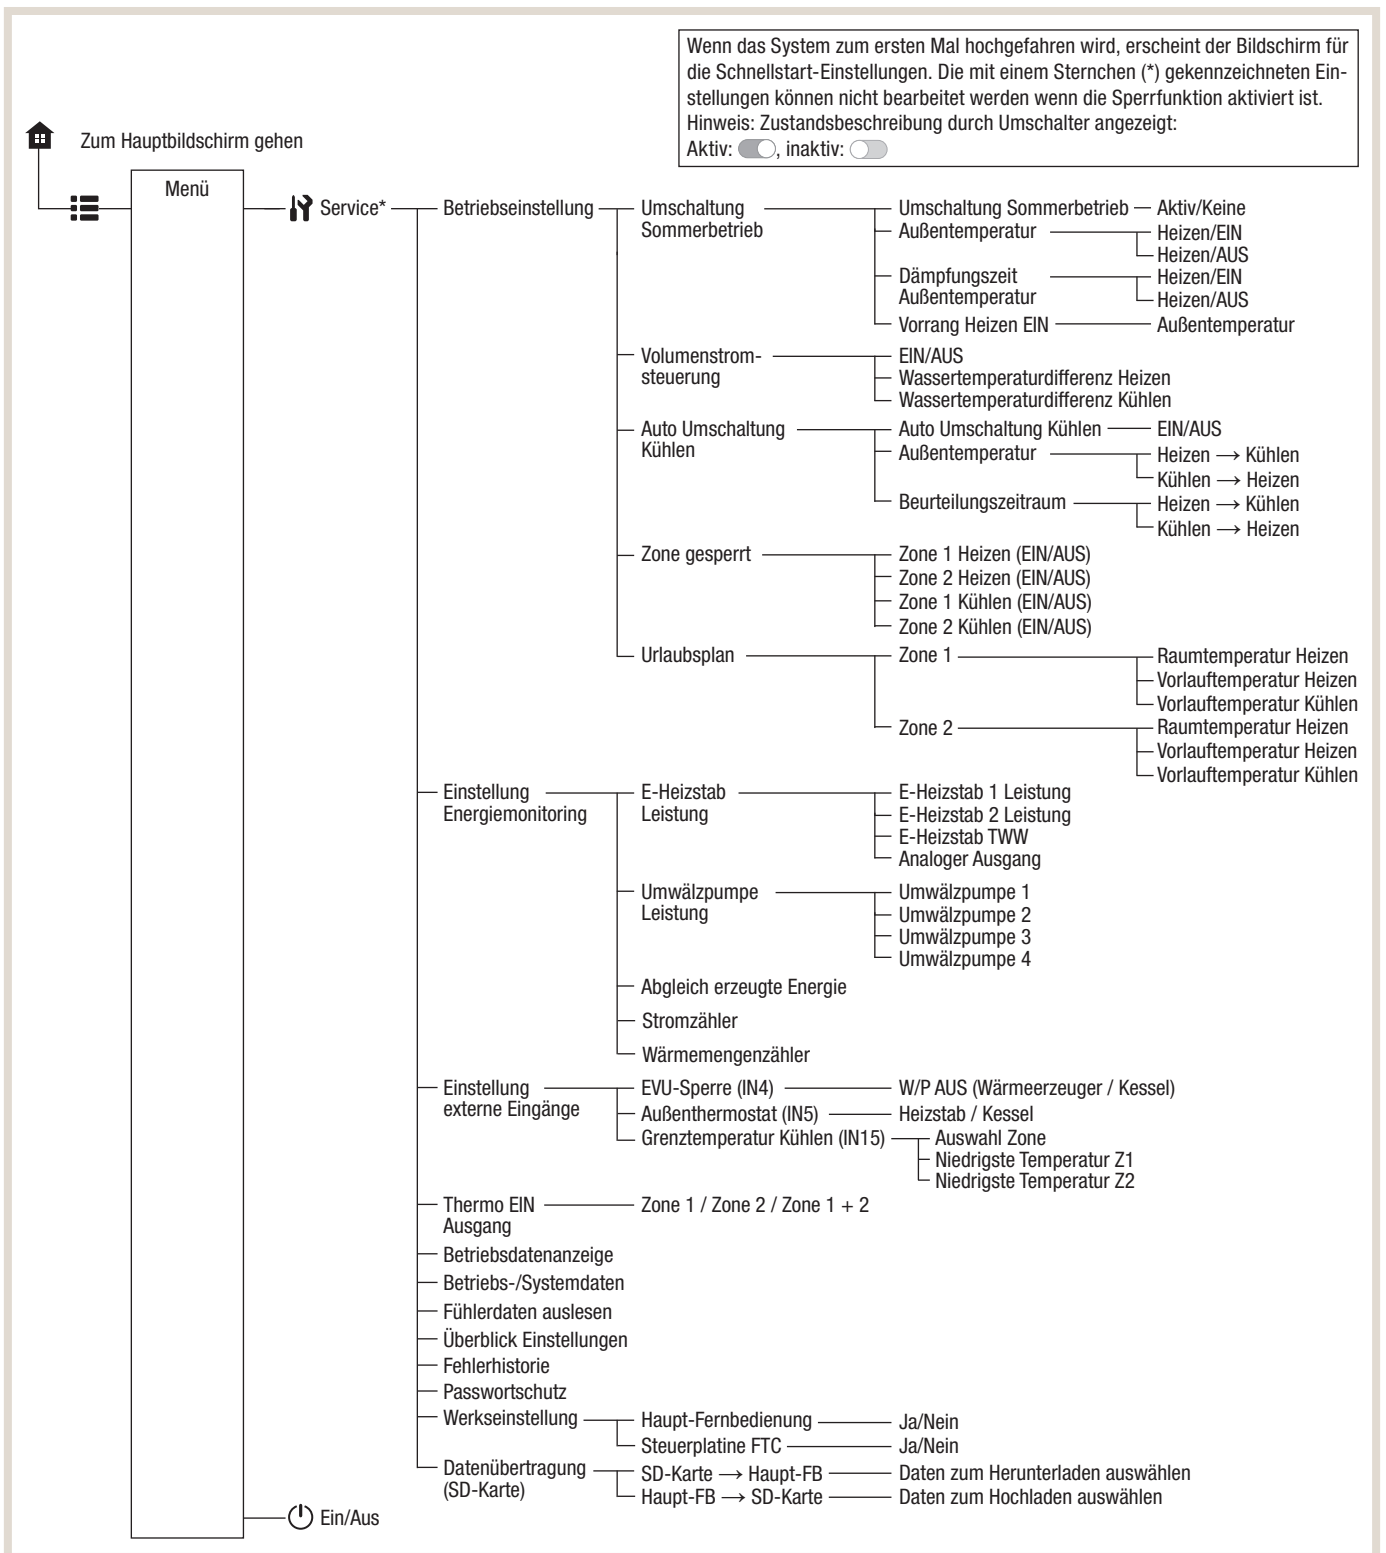 Wenn das System zum ersten Mal hochgefahren wird, erscheint der Bildschirm für
die Schnellstart-Einstellungen. Die mit einem Sternchen (*) gekennzeichneten Ein-
stellungen können nicht bearbeitet werden wenn die Sperrfunktion aktiviert ist.
Hinweis: Zustandsbeschreibung durch Umschalter angezeigt:
Aktiv: , inaktiv:
Zum Hauptbildschirm gehen
Menü
Service*
Betriebseinstellung
Umschaltung
Sommerbetrieb
Umschaltung Sommerbetrieb
Aktiv/Keine
Außentemperatur
Heizen/EIN
Heizen/AUS
Dämpfungszeit
Außentemperatur
Heizen/EIN
Heizen/AUS
Vorrang Heizen EIN
Außentemperatur
Volumenstrom-
steuerung
EIN/AUS
Wassertemperaturdifferenz Heizen
Wassertemperaturdifferenz Kühlen
Auto Umschaltung
Kühlen
Auto Umschaltung Kühlen
EIN/AUS
Außentemperatur
Heizen → Kühlen
Kühlen → Heizen
Beurteilungszeitraum
Heizen → Kühlen
Kühlen → Heizen
Zone gesperrt
Zone 1 Heizen (EIN/AUS)
Zone 2 Heizen (EIN/AUS)
Zone 1 Kühlen (EIN/AUS)
Zone 2 Kühlen (EIN/AUS)
Urlaubsplan
Zone 1
Raumtemperatur Heizen
Vorlauftemperatur Heizen
Vorlauftemperatur Kühlen
Zone 2
Raumtemperatur Heizen
Vorlauftemperatur Heizen
Vorlauftemperatur Kühlen
Einstellung
Energiemonitoring
E-Heizstab
Leistung
E-Heizstab 1 Leistung
E-Heizstab 2 Leistung
E-Heizstab TWW
Analoger Ausgang
Umwälzpumpe
Leistung
Umwälzpumpe 1
Umwälzpumpe 2
Umwälzpumpe 3
Umwälzpumpe 4
Abgleich erzeugte Energie
Stromzähler
Wärmemengenzähler
Einstellung
externe Eingänge
EVU-Sperre (IN4)
W/P AUS (Wärmeerzeuger / Kessel)
Außenthermostat (IN5)
Heizstab / Kessel
Grenztemperatur Kühlen (IN15)
Auswahl Zone
Niedrigste Temperatur Z1
Niedrigste Temperatur Z2
Thermo EIN
Ausgang
Zone 1 / Zone 2 / Zone 1 + 2
Betriebsdatenanzeige
Betriebs-/Systemdaten
Fühlerdaten auslesen
Überblick Einstellungen
Fehlerhistorie
Passwortschutz
Werkseinstellung
Haupt-Fernbedienung
Ja/Nein
Steuerplatine FTC
Ja/Nein
Datenübertragung
(SD-Karte)
SD-Karte → Haupt-FB
Daten zum Herunterladen auswählen
Haupt-FB → SD-Karte
Daten zum Hochladen auswählen
Ein/Aus